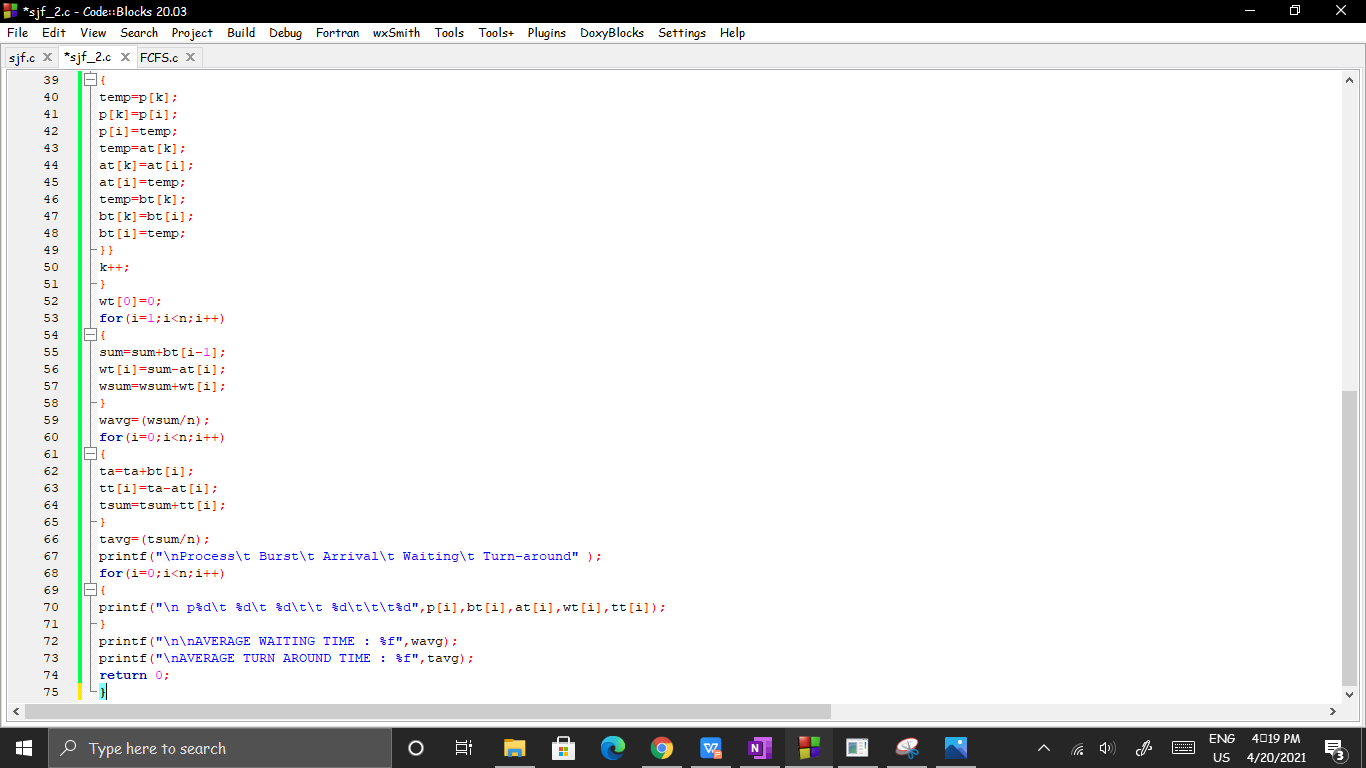 *sjf_2.c - Code::Blocks 20.03
File Edit View Search Project Build Debug Fortran wxSmith Tools Tools+ Plugins DoxyBlocks Settings Help
sjf.c *sjf_2.c FCFS.c
39 {
40 temp=p[k];
41 p[k]=p[i];
42 p[i]=temp;
43 temp=at[k];
44 at[k]=at[i];
45 at[i]=temp;
46 temp=bt[k];
47 bt[k]=bt[i];
48 bt[i]=temp;
49 }}
50 k++;
51 }
52 wt[0]=0;
53 for(i=1;i<n;i++)
54 {
55 sum=sum+bt[i-1];
56 wt[i]=sum-at[i];
57 wsum=wsum+wt[i];
58 }
59 wavg=(wsum/n);
60 for(i=0;i<n;i++)
61 {
62 ta=ta+bt[i];
63 tt[i]=ta-at[i];
64 tsum=tsum+tt[i];
65 }
66 tavg=(tsum/n);
67 printf("\nProcess\t Burst\t Arrival\t Waiting\t Turn-around" );
68 for(i=0;i<n;i++)
69 {
70 printf("\n p%d\t %d\t %d\t\t %d\t\t\t%d",p[i],bt[i],at[i],wt[i],tt[i]);
71 }
72 printf("\n\nAVERAGE WAITING TIME : %f",wavg);
73 printf("\nAVERAGE TURN AROUND TIME : %f",tavg);
74 return 0;
75 }
Type here to search
ENG
US
4□19 PM
4/20/2021
3